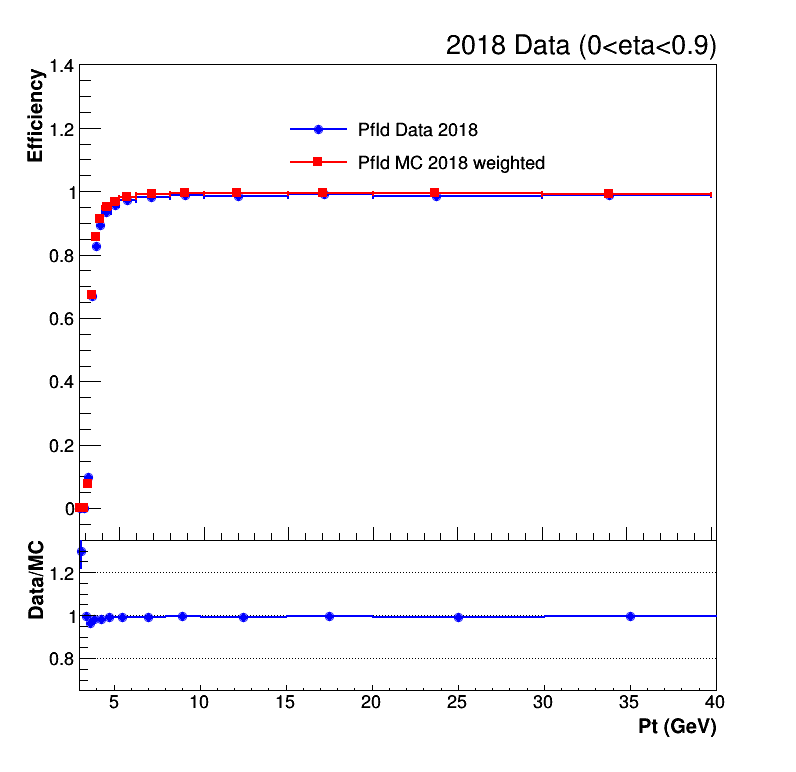 2018 Data (0<eta<0.9)
Efficiency
1.4
1.2
1
0.8
0.6
0.4
0.2
0
PfId Data 2018
PfId MC 2018 weighted
Data/MC
1.2
1
0.8
5 10 15 20 25 30 35 40
Pt (GeV)